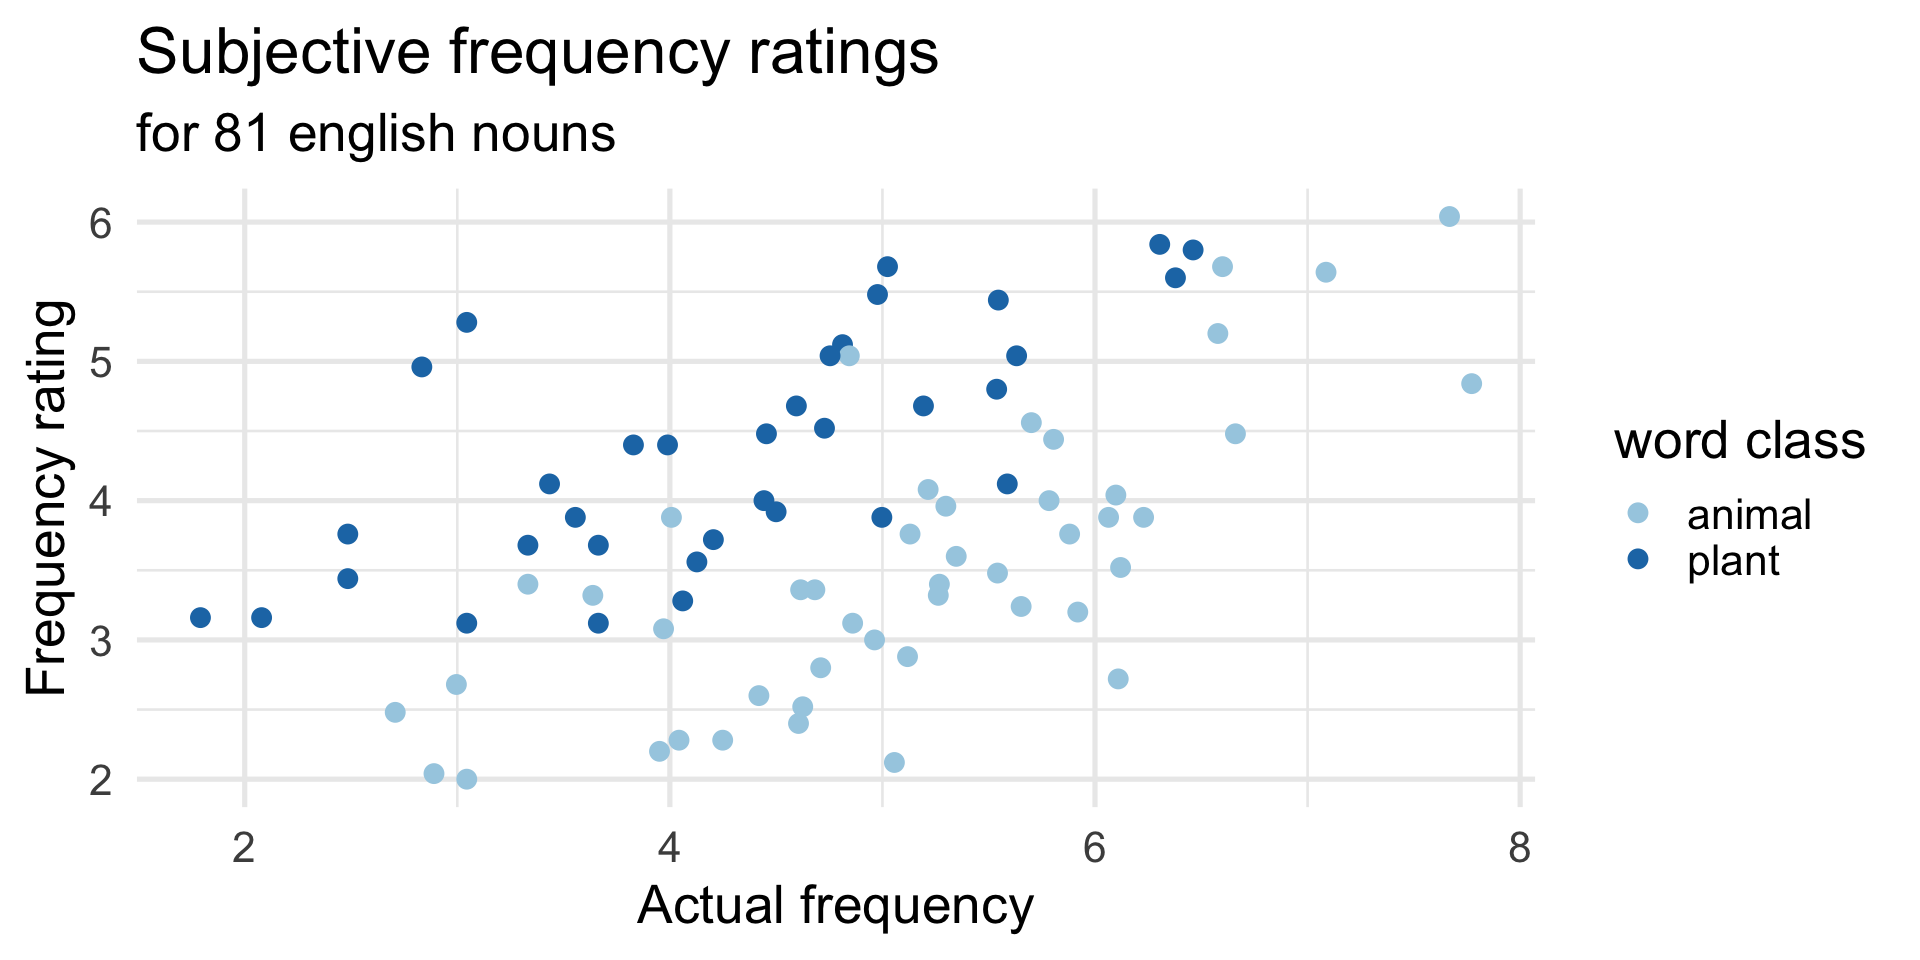 Subjective frequency ratings
for 81 english nouns
Frequency rating
6
5
4
3
2
2
4
6
8
Actual frequency
word class
animal
plant